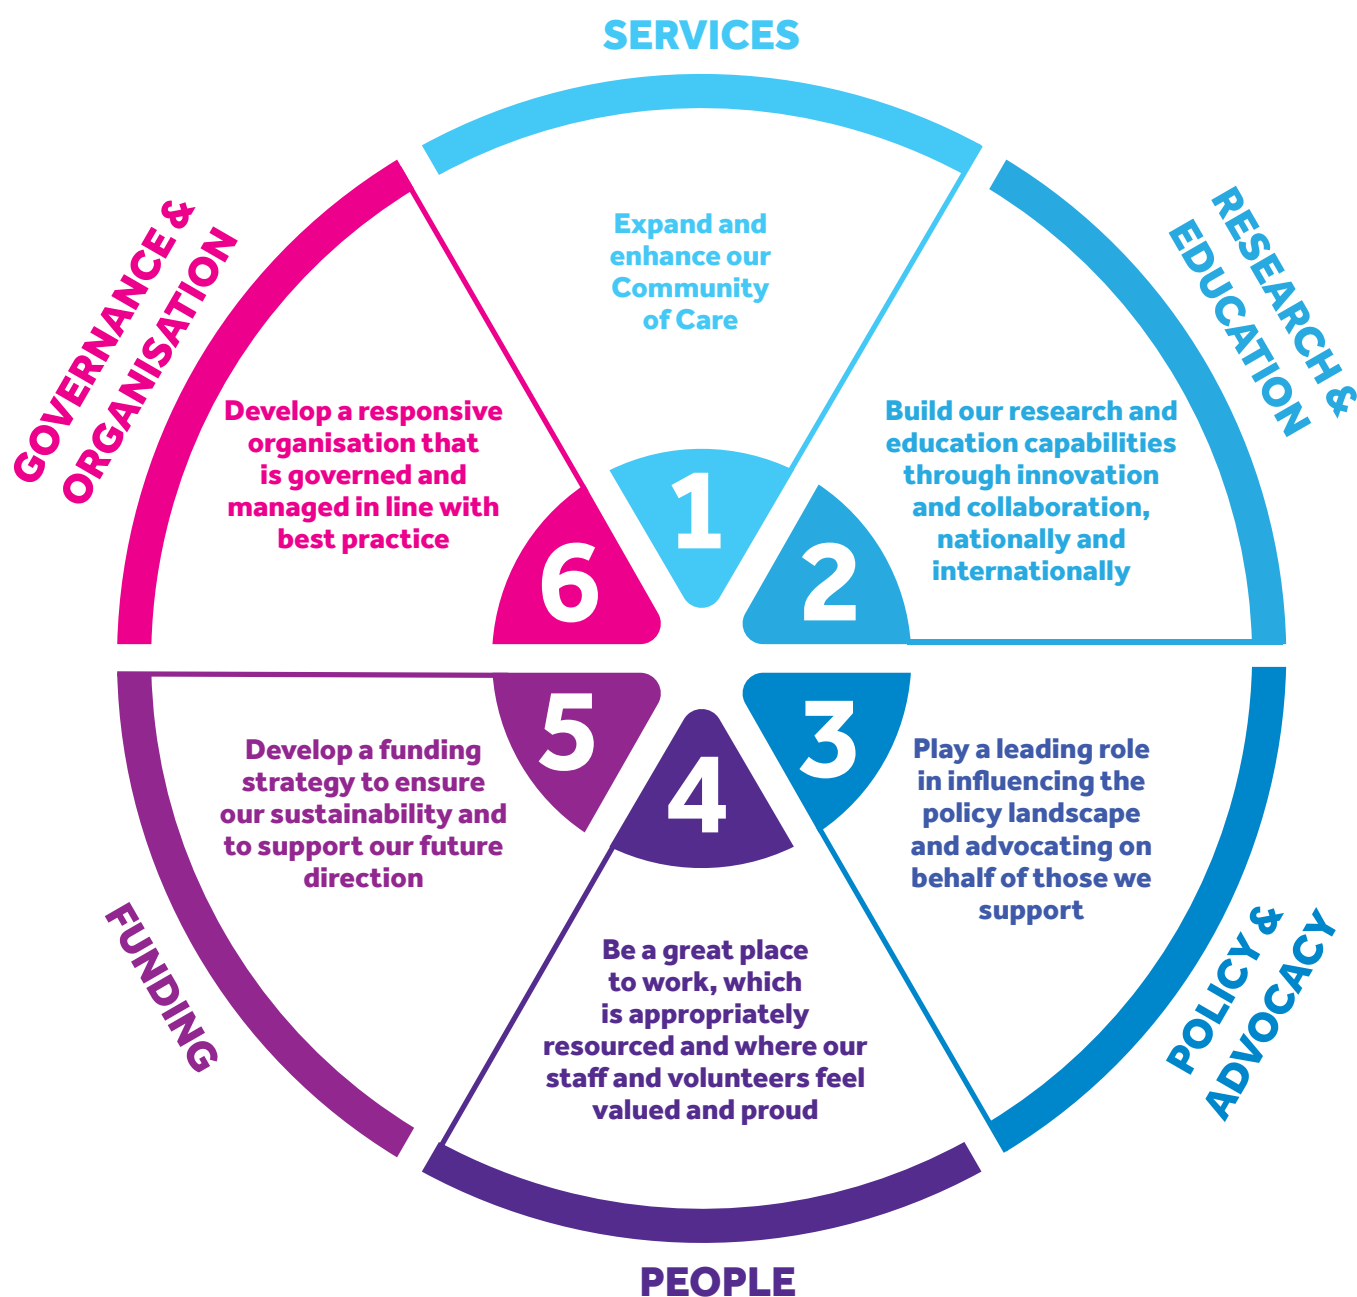 SERVICES
Expand and
enhance our
Community
of Care
1
RESEARCH &
EDUCATION
Build our research and
education capabilities
through innovation
and collaboration,
nationally and
internationally
2
POLICY &
ADVOCACY
Play a leading role
in influencing the
policy landscape
and advocating on
behalf of those we
support
3
PEOPLE
Be a great place
to work, which
is appropriately
resourced and where our
staff and volunteers feel
valued and proud
4
FUNDING
Develop a funding
strategy to ensure
our sustainability and
to support our future
direction
5
GOVERNANCE &
ORGANISATION
Develop a responsive
organisation that
is governed and
managed in line with
best practice
6